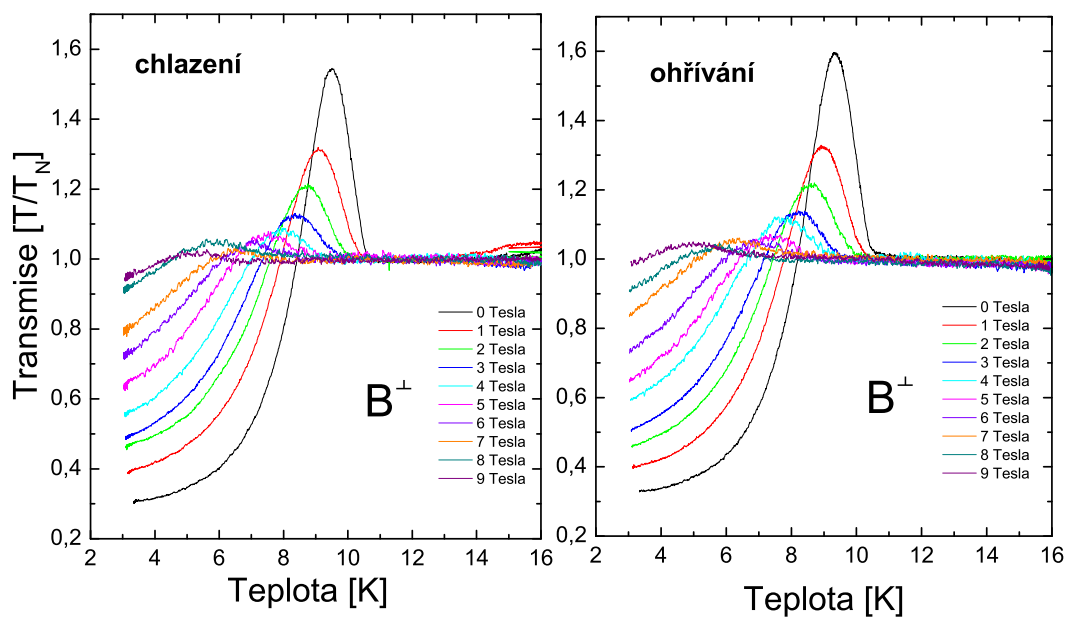 chlazení
Transmise [T/T_N]
1,6
1,4
1,2
1,0
0,8
0,6
0,4
0,2
2 4 6 8 10 12 14 16
Teplota [K]
B⊥
0 Tesla
1 Tesla
2 Tesla
3 Tesla
4 Tesla
5 Tesla
6 Tesla
7 Tesla
8 Tesla
9 Tesla
ohřívání
1,6
1,4
1,2
1,0
0,8
0,6
0,4
0,2
2 4 6 8 10 12 14 16
Teplota [K]
B⊥
0 Tesla
1 Tesla
2 Tesla
3 Tesla
4 Tesla
5 Tesla
6 Tesla
7 Tesla
8 Tesla
9 Tesla